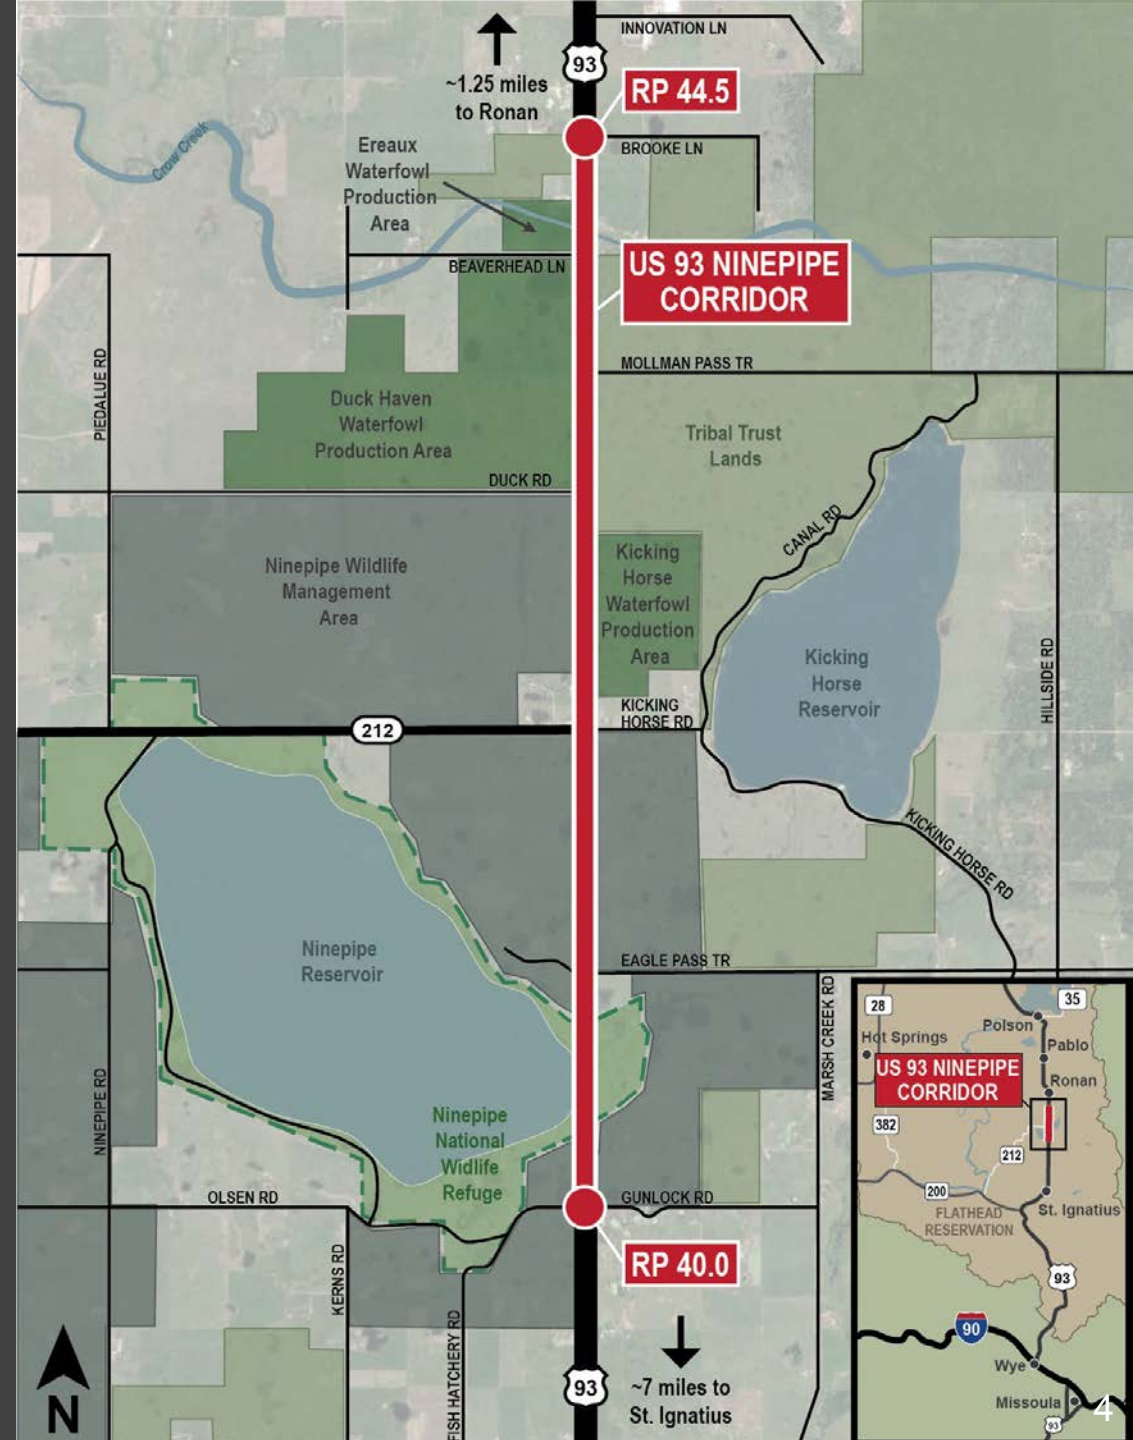 INNOVATION LN
93
~1.25 miles
to Ronan
RP 44.5
BROOKE LN
Crow Creek
Ereaux
Waterfowl
Production
Area
BEAVERHEAD LN
US 93 NINEPIPE
CORRIDOR
MOLLMAN PASS TR
PIEDALUE RD
Duck Haven
Waterfowl
Production Area
Tribal Trust
Lands
DUCK RD
CANAL RD
Ninepipe Wildlife
Management
Area
Kicking
Horse
Waterfowl
Production
Area
Kicking
Horse
Reservoir
HILLSIDE RD
KICKING
HORSE RD
212
KICKING HORSE RD
Ninepipe
Reservoir
EAGLE PASS TR
MARSH CREEK RD
NINEPIPE RD
Ninepipe
National
Widlife
Refuge
OLSEN RD
GUNLOCK RD
RP 40.0
KERNS RD
FISH HATCHERY RD
93
~7 miles to
St. Ignatius
N
28
35
Polson
Hot Springs
Pablo
US 93 NINEPIPE
CORRIDOR
Ronan
382
212
200
St. Ignatius
FLATHEAD
RESERVATION
93
90
Wye
Missoula
93
4